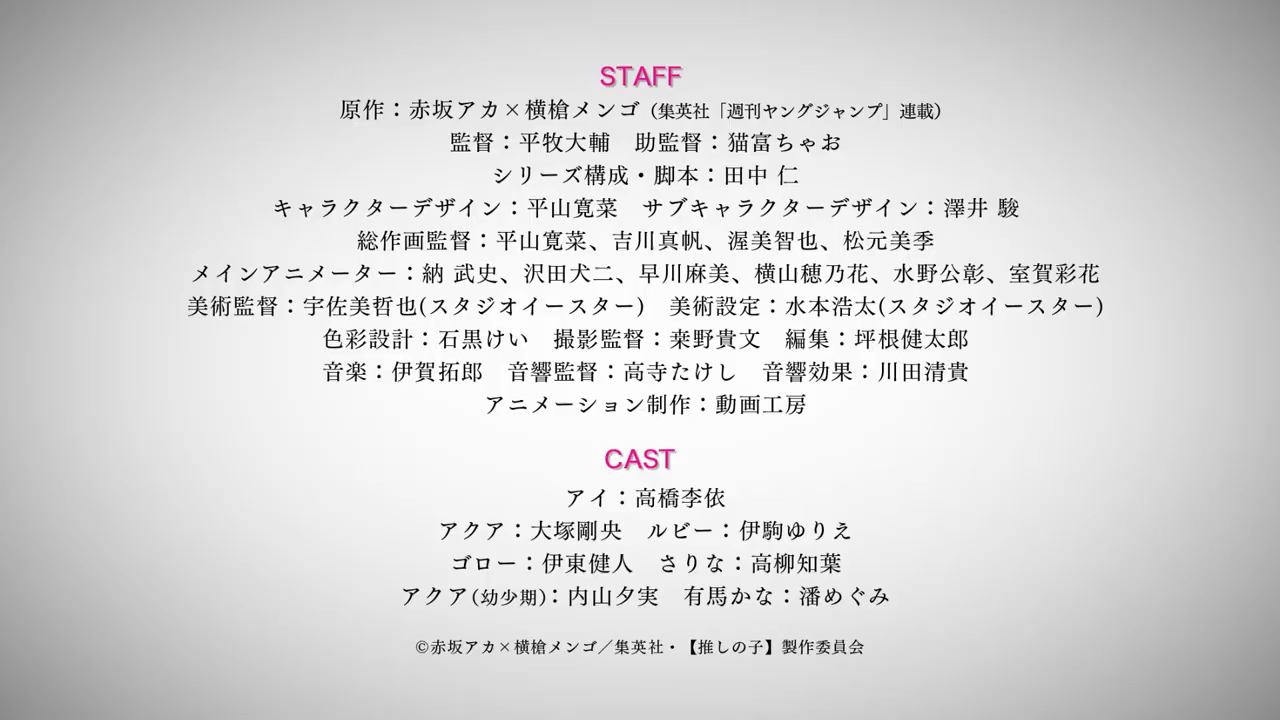 STAFF
原作：赤坂アカ×横槍メンゴ（集英社「週刊ヤングジャンプ」連載）
監督：平牧大輔　助監督：猫富ちゃお
シリーズ構成・脚本：田中 仁
キャラクターデザイン：平山寛菜　サブキャラクターデザイン：澤井 駿
総作画監督：平山寛菜、吉川真帆、渥美智也、松元美季
メインアニメーター：納 武史、沢田犬二、早川麻美、横山穂乃花、水野公彰、室賀彩花
美術監督：宇佐美哲也(スタジオイースター)　美術設定：水本浩太(スタジオイースター)
色彩設計：石黒けい　撮影監督：桒野貴文　編集：坪根健太郎
音楽：伊賀拓郎　音響監督：高寺たけし　音響効果：川田清貴
アニメーション制作：動画工房
CAST
アイ：高橋李依
アクア：大塚剛央　ルビー：伊駒ゆりえ
ゴロー：伊東健人　さりな：高柳知葉
アクア(幼少期)：内山夕実　有馬かな：潘めぐみ
©赤坂アカ×横槍メンゴ／集英社・【推しの子】製作委員会